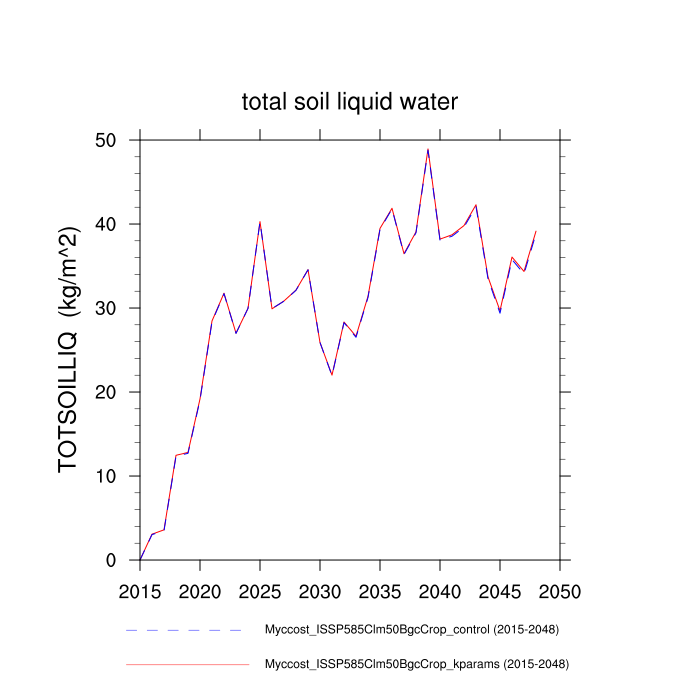 total soil liquid water
TOTSOILLIQ (kg/m^2)
50
40
30
20
10
0
2015 2020 2025 2030 2035 2040 2045 2050
Myccost_ISSP585Clm50BgcCrop_control (2015-2048)
Myccost_ISSP585Clm50BgcCrop_kparams (2015-2048)